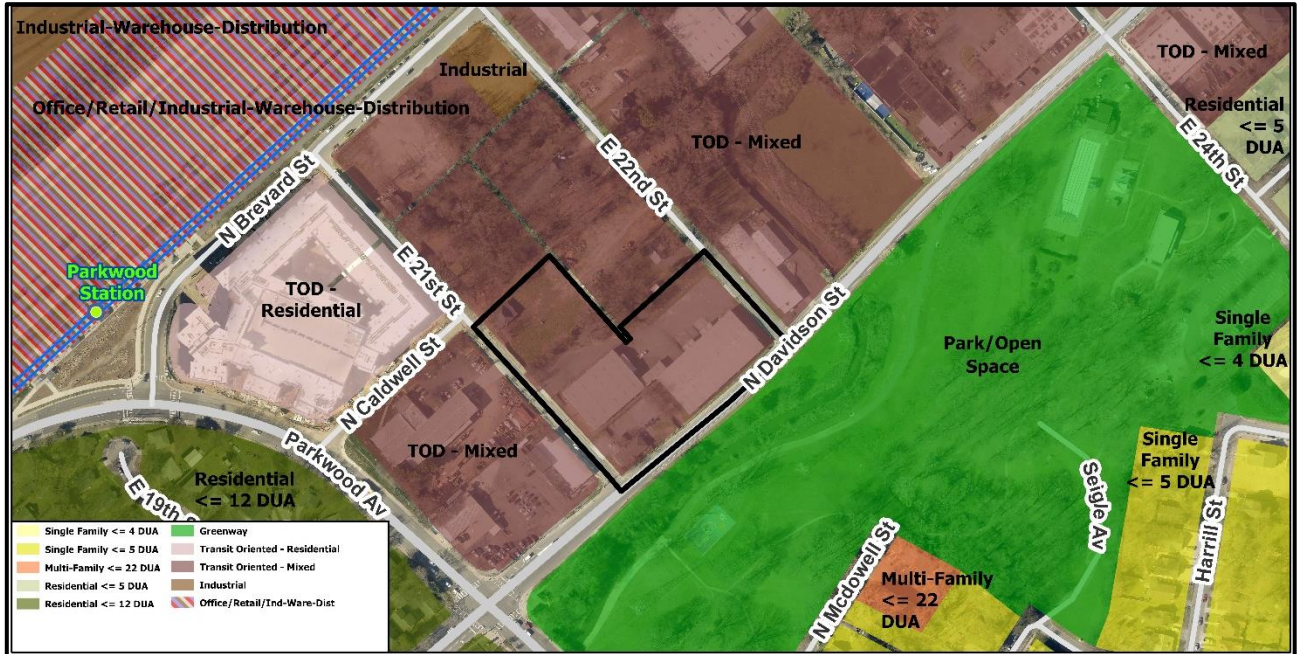 Industrial-Warehouse-Distribution
Industrial
Office/Retail/Industrial-Warehouse-Distribution
TOD - Mixed
Residential
<= 5
DUA
E 24th St
E 22nd St
TOD - Mixed
N Brevard St
E 21st St
Parkwood
Station
TOD -
Residential
N Caldwell St
N Davidson St
Park/Open
Space
Single
Family
<= 4 DUA
Parkwood Av
TOD - Mixed
Single
Family
<= 5 DUA
Seigle Av
Harrill St
Residential
<= 12 DUA
E 19th S
N Mcdowell St
Multi-Family
<= 22
DUA
Single Family <= 4 DUA
Single Family <= 5 DUA
Multi-Family <= 22 DUA
Residential <= 5 DUA
Residential <= 12 DUA
Greenway
Transit Oriented - Residential
Transit Oriented - Mixed
Industrial
Office/Retail/Ind-Ware-Dist